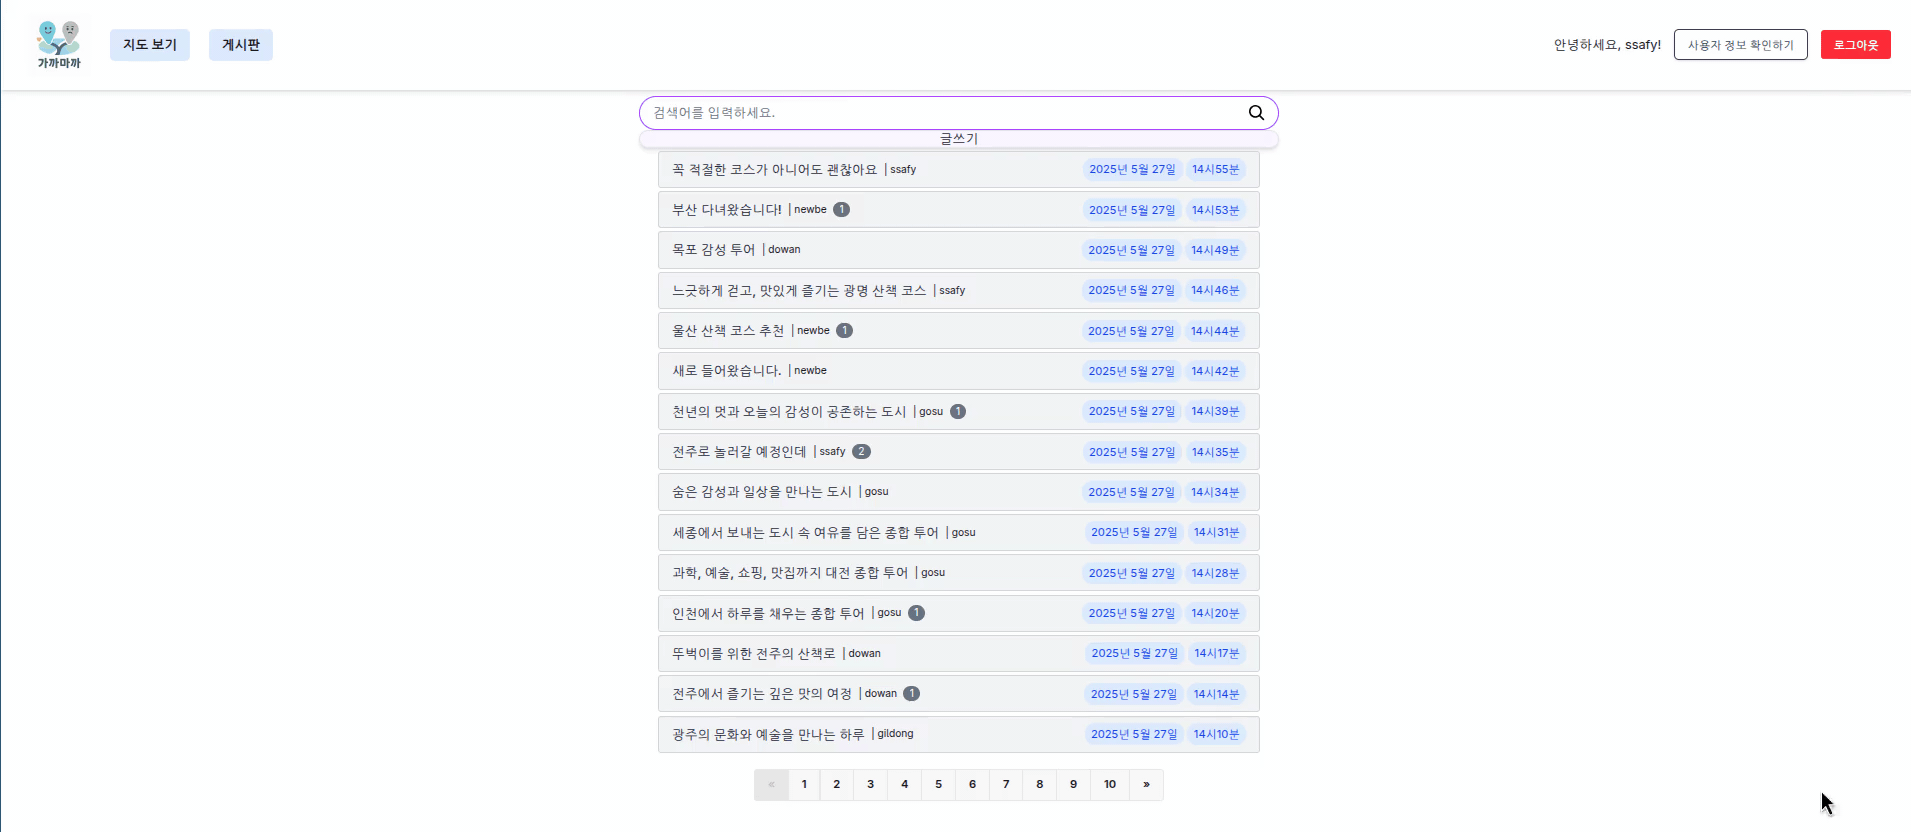 가까마까
지도 보기 게시판 안녕하세요, ssafy! 사용자 정보 확인하기 로그아웃
검색어를 입력하세요.
글쓰기
꼭 적절한 코스가 아니어도 괜찮아요 | ssafy 2025년 5월 27일 14시55분
부산 다녀왔습니다! | newbe 1 2025년 5월 27일 14시53분
목포 감성 투어 | dowan 2025년 5월 27일 14시49분
느긋하게 걷고, 맛있게 즐기는 광명 산책 코스 | ssafy 2025년 5월 27일 14시46분
울산 산책 코스 추천 | newbe 1 2025년 5월 27일 14시44분
새로 들어왔습니다. | newbe 2025년 5월 27일 14시42분
천년의 멋과 오늘의 감성이 공존하는 도시 | gosu 1 2025년 5월 27일 14시39분
전주로 놀러갈 예정인데 | ssafy 2 2025년 5월 27일 14시35분
숨은 감성과 일상을 만나는 도시 | gosu 2025년 5월 27일 14시34분
세종에서 보내는 도시 속 여유를 담은 종합 투어 | gosu 2025년 5월 27일 14시31분
과학, 예술, 쇼핑, 맛집까지 대전 종합 투어 | gosu 2025년 5월 27일 14시28분
인천에서 하루를 채우는 종합 투어 | gosu 1 2025년 5월 27일 14시20분
뚜벅이를 위한 전주의 산책로 | dowan 2025년 5월 27일 14시17분
전주에서 즐기는 깊은 맛의 여정 | dowan 1 2025년 5월 27일 14시14분
광주의 문화와 예술을 만나는 하루 | gildong 2025년 5월 27일 14시10분
« 1 2 3 4 5 6 7 8 9 10 »